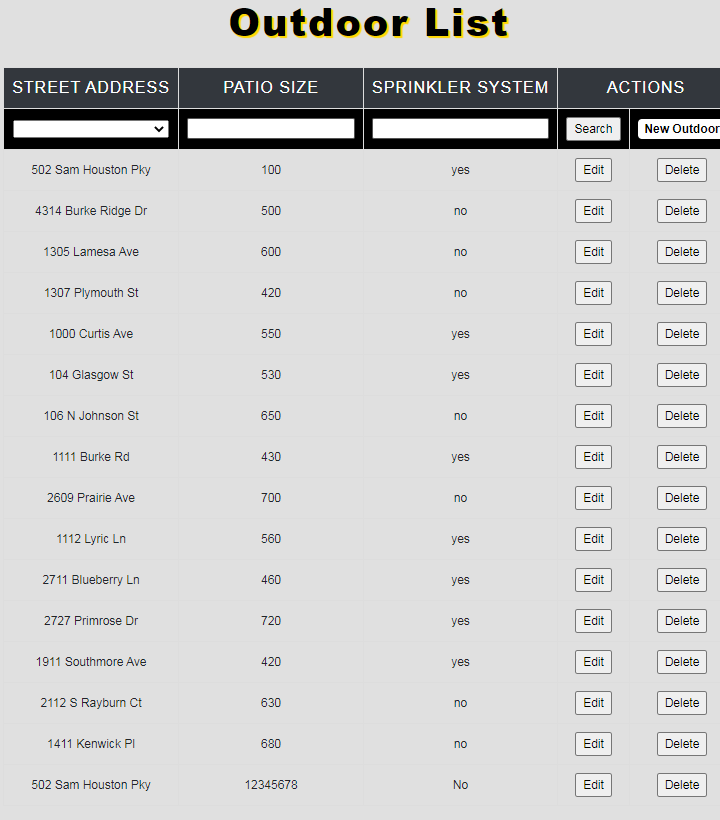 Outdoor List
STREET ADDRESS PATIO SIZE SPRINKLER SYSTEM ACTIONS
Search New Outdoor
502 Sam Houston Pky 100 yes Edit Delete
4314 Burke Ridge Dr 500 no Edit Delete
1305 Lamesa Ave 600 no Edit Delete
1307 Plymouth St 420 no Edit Delete
1000 Curtis Ave 550 yes Edit Delete
104 Glasgow St 530 yes Edit Delete
106 N Johnson St 650 no Edit Delete
1111 Burke Rd 430 yes Edit Delete
2609 Prairie Ave 700 no Edit Delete
1112 Lyric Ln 560 yes Edit Delete
2711 Blueberry Ln 460 yes Edit Delete
2727 Primrose Dr 720 yes Edit Delete
1911 Southmore Ave 420 yes Edit Delete
2112 S Rayburn Ct 630 no Edit Delete
1411 Kenwick Pl 680 no Edit Delete
502 Sam Houston Pky 12345678 No Edit Delete